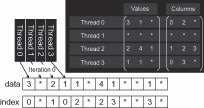 Values Columns
Thread 0 3 1 * 0 2 *
Thread 1 * * * * * *
Thread 2 2 4 1 1 2 3
Thread 3 1 1 * 0 3 *
Thread 0
Thread 1
Thread 2
Thread 3
Iteration 0
data 3 * 2 1 1 * 4 1 * * 1 *
index 0 * 1 0 2 * 2 3 * * 3 *